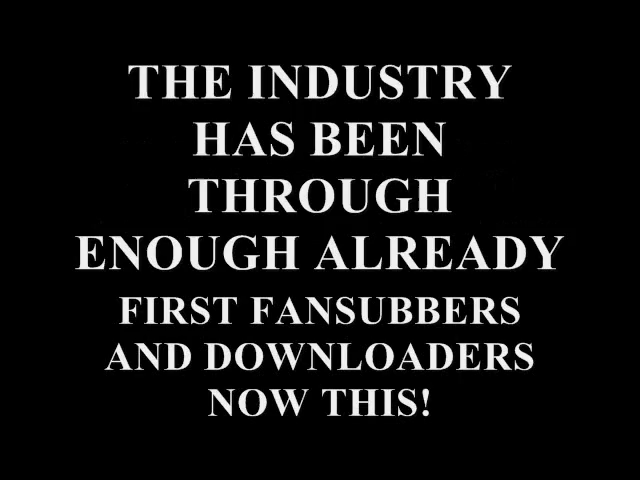 THE INDUSTRY
HAS BEEN
THROUGH
ENOUGH ALREADY
FIRST FANSUBBERS
AND DOWNLOADERS
NOW THIS!